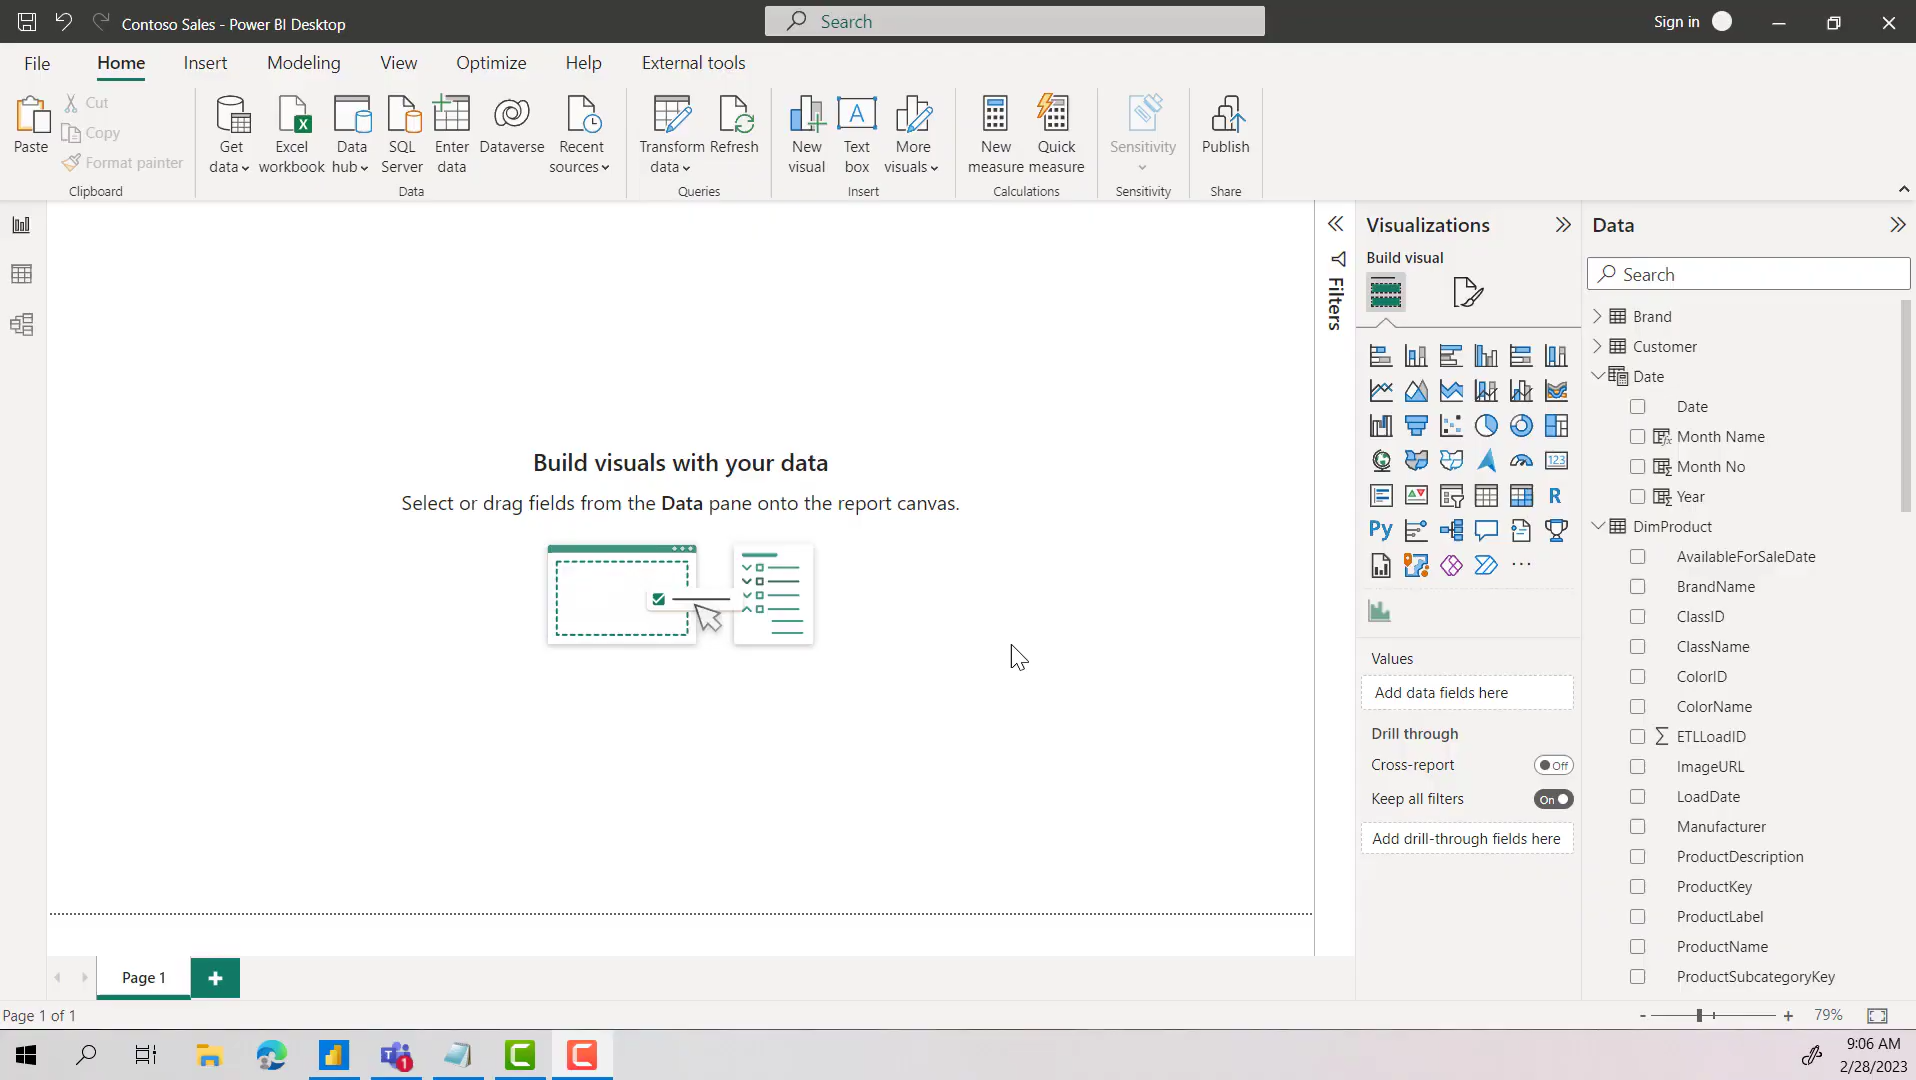 Contoso Sales - Power BI Desktop
Search
Sign in
File
Home
Insert
Modeling
View
Optimize
Help
External tools
Paste
Cut
Copy
Format painter
Clipboard
Get data
Excel workbook
Data hub
SQL Server
Enter data
Dataverse
Recent sources
Data
Transform data
Refresh
Queries
New visual
Text box
More visuals
Insert
New measure
Quick measure
Calculations
Sensitivity
Sensitivity
Publish
Share
Build visuals with your data
Select or drag fields from the Data pane onto the report canvas.
Filters
Visualizations
Build visual
123
R
Py
Values
Add data fields here
Drill through
Cross-report
Off
Keep all filters
On
Add drill-through fields here
Data
Search
Brand
Customer
Date
Date
Month Name
Month No
Year
DimProduct
AvailableForSaleDate
BrandName
ClassID
ClassName
ColorID
ColorName
ETLLoadID
ImageURL
LoadDate
Manufacturer
ProductDescription
ProductKey
ProductLabel
ProductName
ProductSubcategoryKey
Page 1
Page 1 of 1
79%
1
9:06 AM
2/28/2023